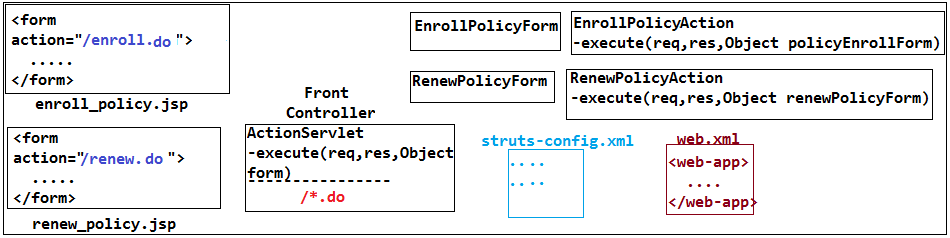 <form
action="/enroll.do ">
.....
</form>
enroll_policy.jsp
<form
action="/renew.do ">
.....
</form>
renew_policy.jsp
Front
Controller
ActionServlet
-execute(req,res,Object
form)
----------------
/*.do
EnrollPolicyForm
RenewPolicyForm
EnrollPolicyAction
-execute(req,res,Object policyEnrollForm)
RenewPolicyAction
-execute(req,res,Object renewPolicyForm)
struts-config.xml
....
....
web.xml
<web-app>
....
</web-app>